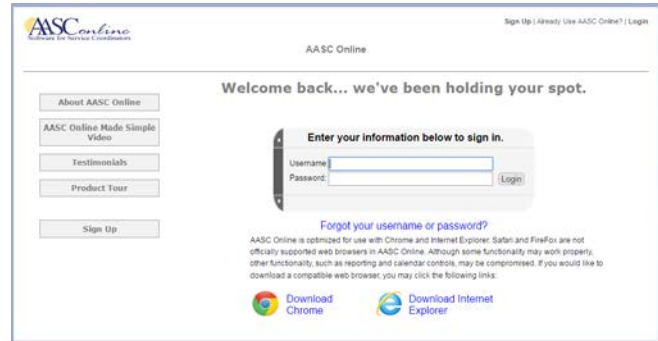 AASC Online
Software for Service Coordinators
Sign Up | Already Use AASC Online? | Login
AASC Online
Welcome back... we've been holding your spot.
About AASC Online
AASC Online Made Simple
Video
Testimonials
Product Tour
Sign Up
Enter your information below to sign in.
Username:
Password:
Login
Forgot your username or password?
AASC Online is optimized for use with Chrome and Internet Explorer. Safari and FireFox are not
officially supported web browsers in AASC Online. Although some functionality may work properly,
other functionality, such as reporting and calendar controls, may be compromised. If you would like to
download a compatible web browser, you may click the following links:
Download
Chrome
Download Internet
Explorer